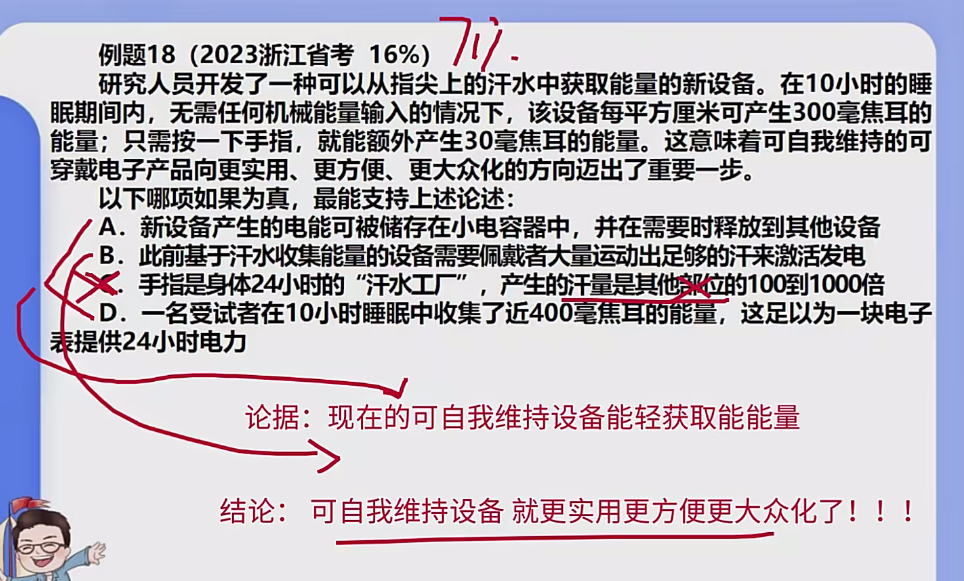 例题18（2023浙江省考 16%）
研究人员开发了一种可以从指尖上的汗水中获取能量的新设备。在10小时的睡
眠期间内，无需任何机械能量输入的情况下，该设备每平方厘米可产生300毫焦耳的
能量；只需按一下手指，就能额外产生30毫焦耳的能量。这意味着可自我维持的可
穿戴电子产品向更实用、更方便、更大众化的方向迈出了重要一步。
以下哪项如果为真，最能支持上述论述：
A．新设备产生的电能可被储存在小电容器中，并在需要时释放到其他设备
B．此前基于汗水收集能量的设备需要佩戴者大量运动出足够的汗来激活发电
C．手指是身体24小时的“汗水工厂”，产生的汗量是其他部位的100到1000倍
D．一名受试者在10小时睡眠中收集了近400毫焦耳的能量，这足以为一块电子
表提供24小时电力
论据：现在的可自我维持设备能轻获取能能量
结论： 可自我维持设备 就更实用更方便更大众化了！！！